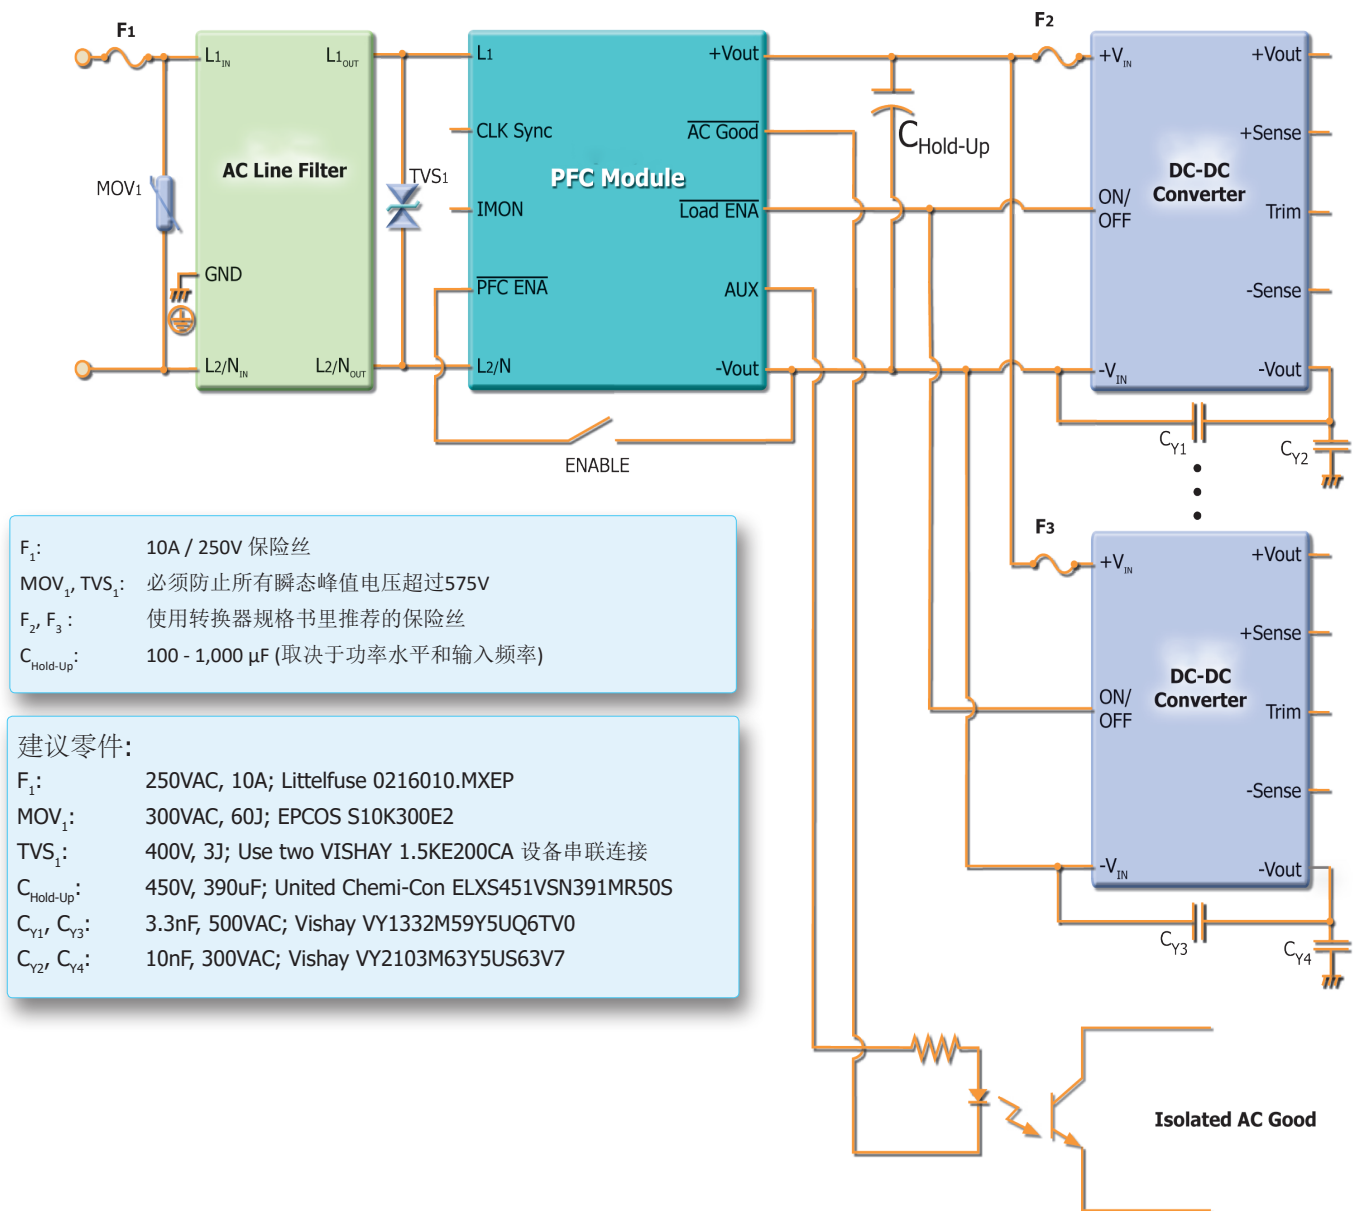 F1
F2
L1IN
L1OUT
AC Line Filter
GND
L2/NIN
L2/NOUT
MOV1
TVS1
L1
+Vout
CLK Sync
AC Good
PFC Module
IMON
Load ENA
PFC ENA
AUX
L2/N
-Vout
ENABLE
CHold-Up
+VIN
+Vout
+Sense
DC-DC
Converter
ON/
OFF
Trim
-Sense
-VIN
-Vout
CY1
CY2
F3
+VIN
+Vout
+Sense
DC-DC
Converter
ON/
OFF
Trim
-Sense
-VIN
-Vout
CY3
CY4
F1: 10A / 250V 保险丝
MOV1, TVS1: 必须防止所有瞬态峰值电压超过575V
F2, F3 : 使用转换器规格书里推荐的保险丝
CHold-Up: 100 - 1,000 µF (取决于功率水平和输入频率)
建议零件:
F1: 250VAC, 10A; Littelfuse 0216010.MXEP
MOV1: 300VAC, 60J; EPCOS S10K300E2
TVS1: 400V, 3J; Use two VISHAY 1.5KE200CA 设备串联连接
CHold-Up: 450V, 390uF; United Chemi-Con ELXS451VSN391MR50S
CY1, CY3: 3.3nF, 500VAC; Vishay VY1332M59Y5UQ6TV0
CY2, CY4: 10nF, 300VAC; Vishay VY2103M63Y5US63V7
Isolated AC Good